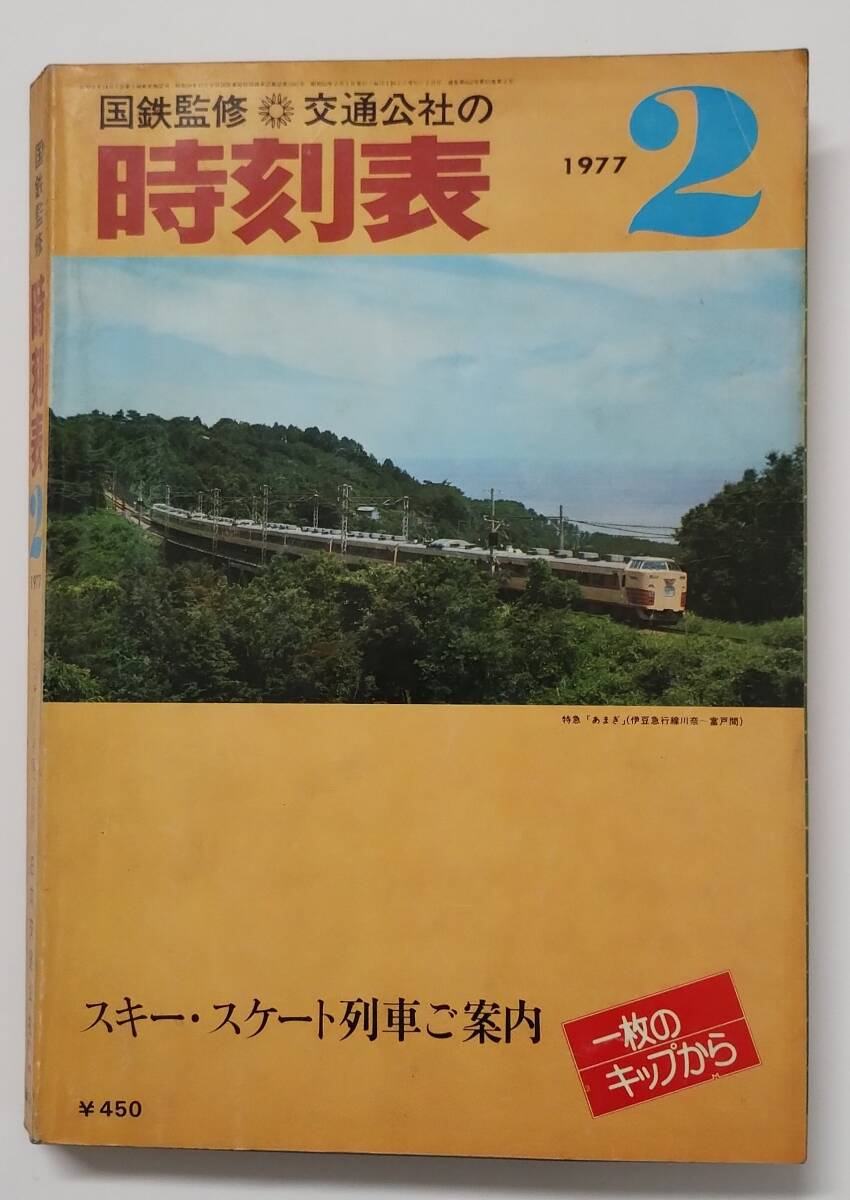 国鉄監修 交通公社の
時刻表
1977 2
特急「あまぎ」(伊豆急行線川奈〜富戸間)
スキー・スケート列車ご案内
一枚の
キップから
¥450
国鉄監修 時刻表 2 1977